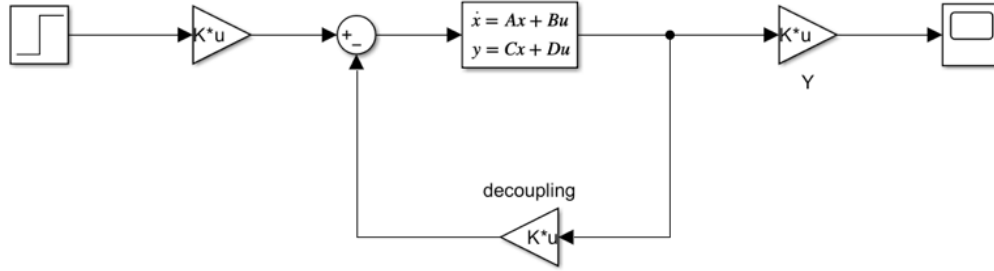 K*u
+
−
ẋ = Ax + Bu
y = Cx + Du
K*u
Y
decoupling
K*u